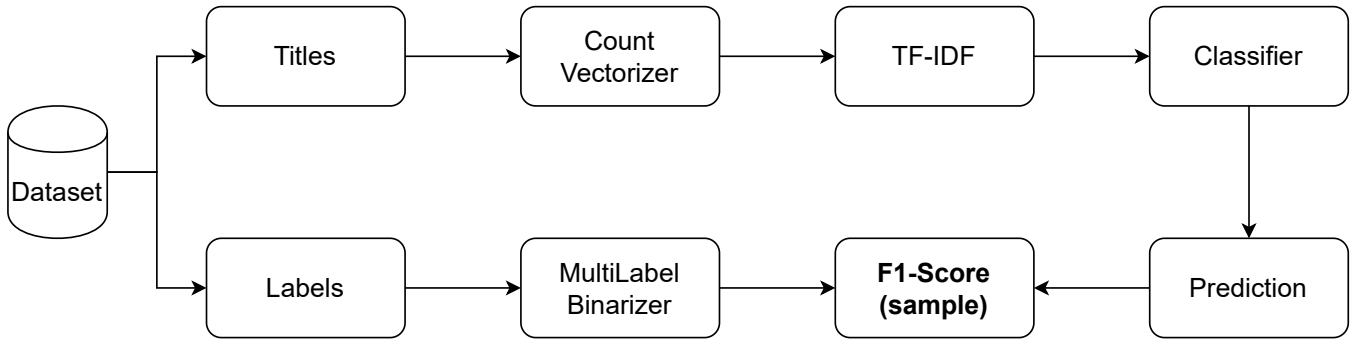 Titles
Count
Vectorizer
TF-IDF
Classifier
Dataset
Labels
MultiLabel
Binarizer
F1-Score
(sample)
Prediction